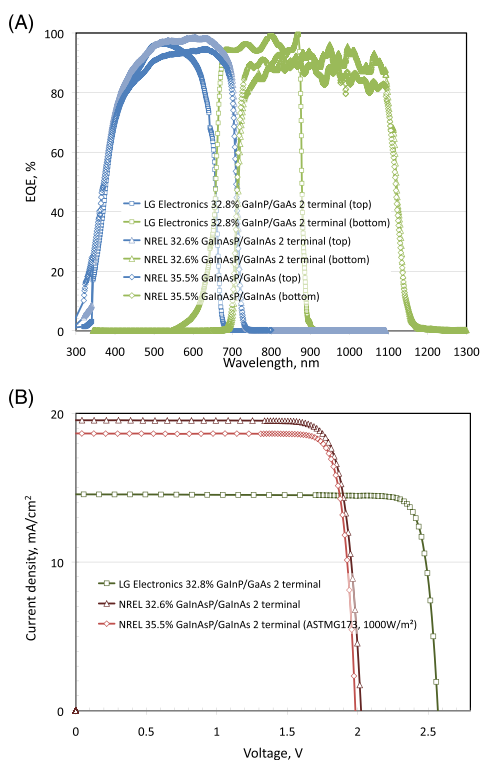 (A)
100
80
60
40
20
0
EQE, %
LG Electronics 32.8% GaInP/GaAs 2 terminal (top)
LG Electronics 32.8% GaInP/GaAs 2 terminal (bottom)
NREL 32.6% GaInAsP/GaInAs 2 terminal (top)
NREL 32.6% GaInAsP/GaInAs 2 terminal (bottom)
NREL 35.5% GaInAsP/GaInAs (top)
NREL 35.5% GaInAsP/GaInAs (bottom)
300 400 500 600 700 800 900 1000 1100 1200 1300
Wavelength, nm
(B)
20
10
0
Current density, mA/cm²
LG Electronics 32.8% GaInP/GaAs 2 terminal
NREL 32.6% GaInAsP/GaInAs 2 terminal
NREL 35.5% GaInAsP/GaInAs 2 terminal (ASTMG173, 1000W/m²)
0 0.5 1 1.5 2 2.5
Voltage, V